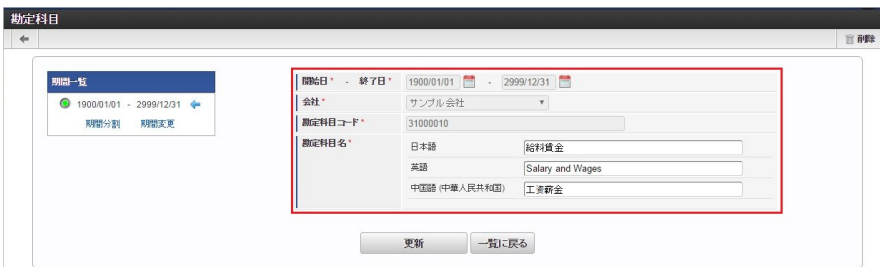 勘定科目
削除
期間一覧
1900/01/01 - 2999/12/31
期間分割 期間変更
開始日* - 終了日* 1900/01/01 - 2999/12/31
会社* サンプル会社
勘定科目コード* 31000010
勘定科目名* 日本語 給料賃金
英語 Salary and Wages
中国語 (中華人民共和国) 工资薪金
更新 一覧に戻る